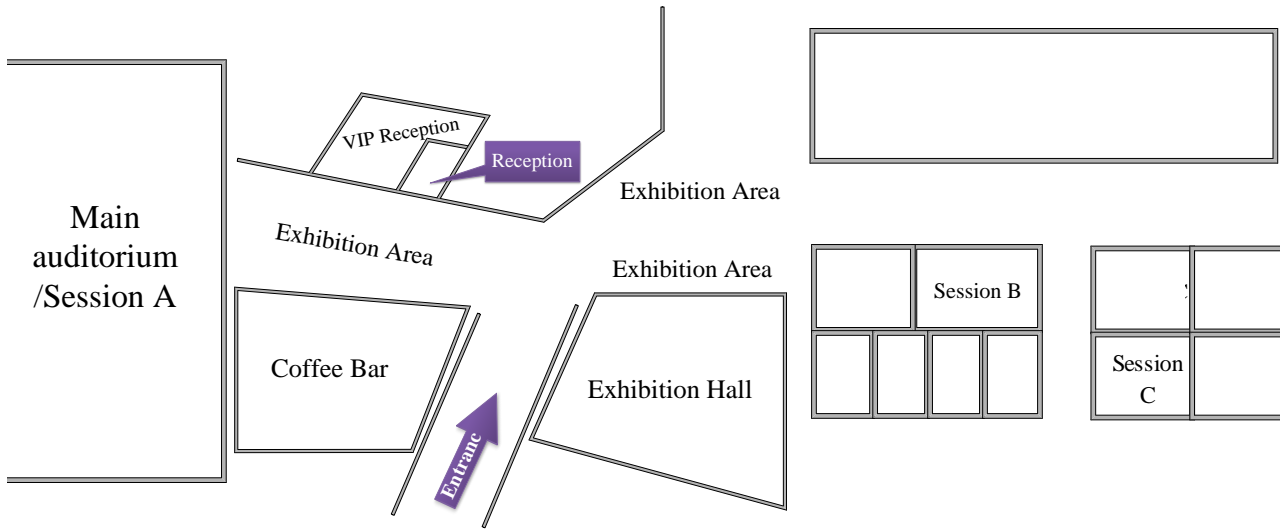 VIP Reception
Reception
Exhibition Area
Main
auditorium
/Session A
Exhibition Area
Exhibition Area
Session B
Coffee Bar
Exhibition Hall
Session
C
Entranc